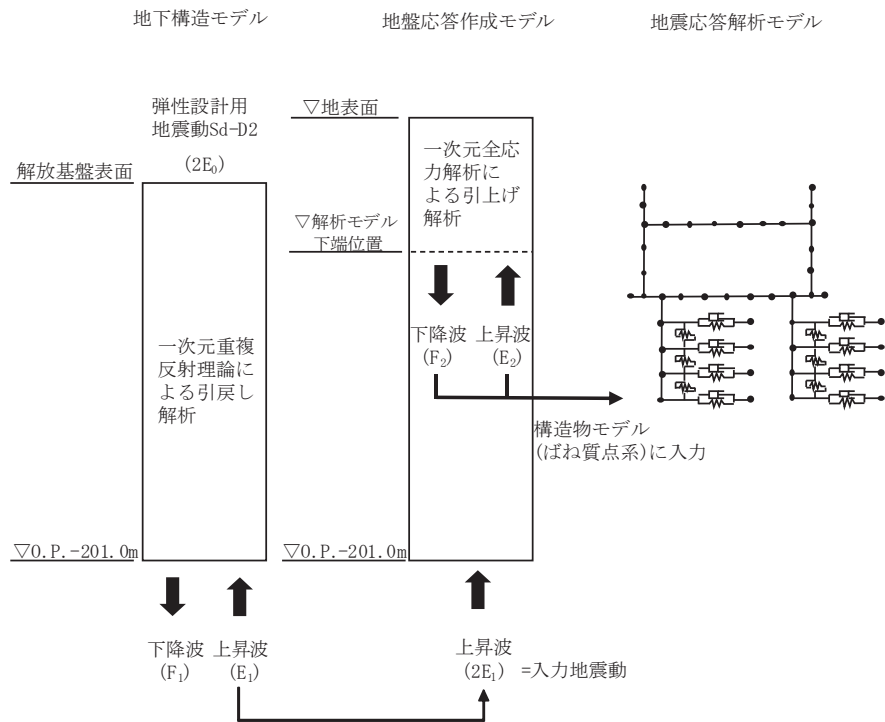 地下構造モデル
地盤応答作成モデル
地震応答解析モデル
弾性設計用
地震動Sd-D2
(2E₀)
解放基盤表面
一次元重複
反射理論に
よる引戻し
解析
▽O.P.-201.0m
下降波
(F₁)
上昇波
(E₁)
▽地表面
一次元全応
力解析に
よる引上げ
解析
▽解析モデル
下端位置
下降波
(F₂)
上昇波
(E₂)
構造物モデル
(ばね質点系)に入力
▽O.P.-201.0m
上昇波
(2E₁) =入力地震動